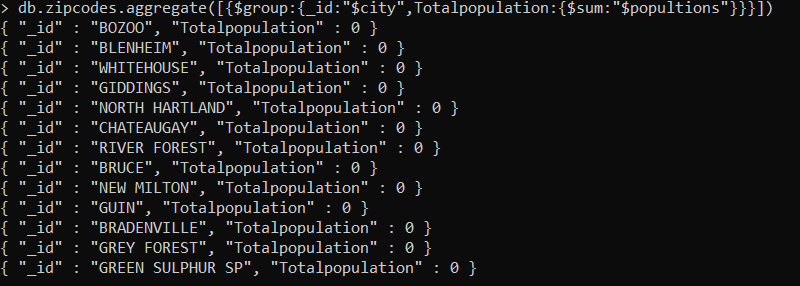 > db.zipcodes.aggregate([{$group:{_id:"$city",Totalpopulation:{$sum:"$popultions"}}}])
{ "_id" : "BOZOO", "Totalpopulation" : 0 }
{ "_id" : "BLENHEIM", "Totalpopulation" : 0 }
{ "_id" : "WHITEHOUSE", "Totalpopulation" : 0 }
{ "_id" : "GIDDINGS", "Totalpopulation" : 0 }
{ "_id" : "NORTH HARTLAND", "Totalpopulation" : 0 }
{ "_id" : "CHATEAUGAY", "Totalpopulation" : 0 }
{ "_id" : "RIVER FOREST", "Totalpopulation" : 0 }
{ "_id" : "BRUCE", "Totalpopulation" : 0 }
{ "_id" : "NEW MILTON", "Totalpopulation" : 0 }
{ "_id" : "GUIN", "Totalpopulation" : 0 }
{ "_id" : "BRADENVILLE", "Totalpopulation" : 0 }
{ "_id" : "GREY FOREST", "Totalpopulation" : 0 }
{ "_id" : "GREEN SULPHUR SP", "Totalpopulation" : 0 }